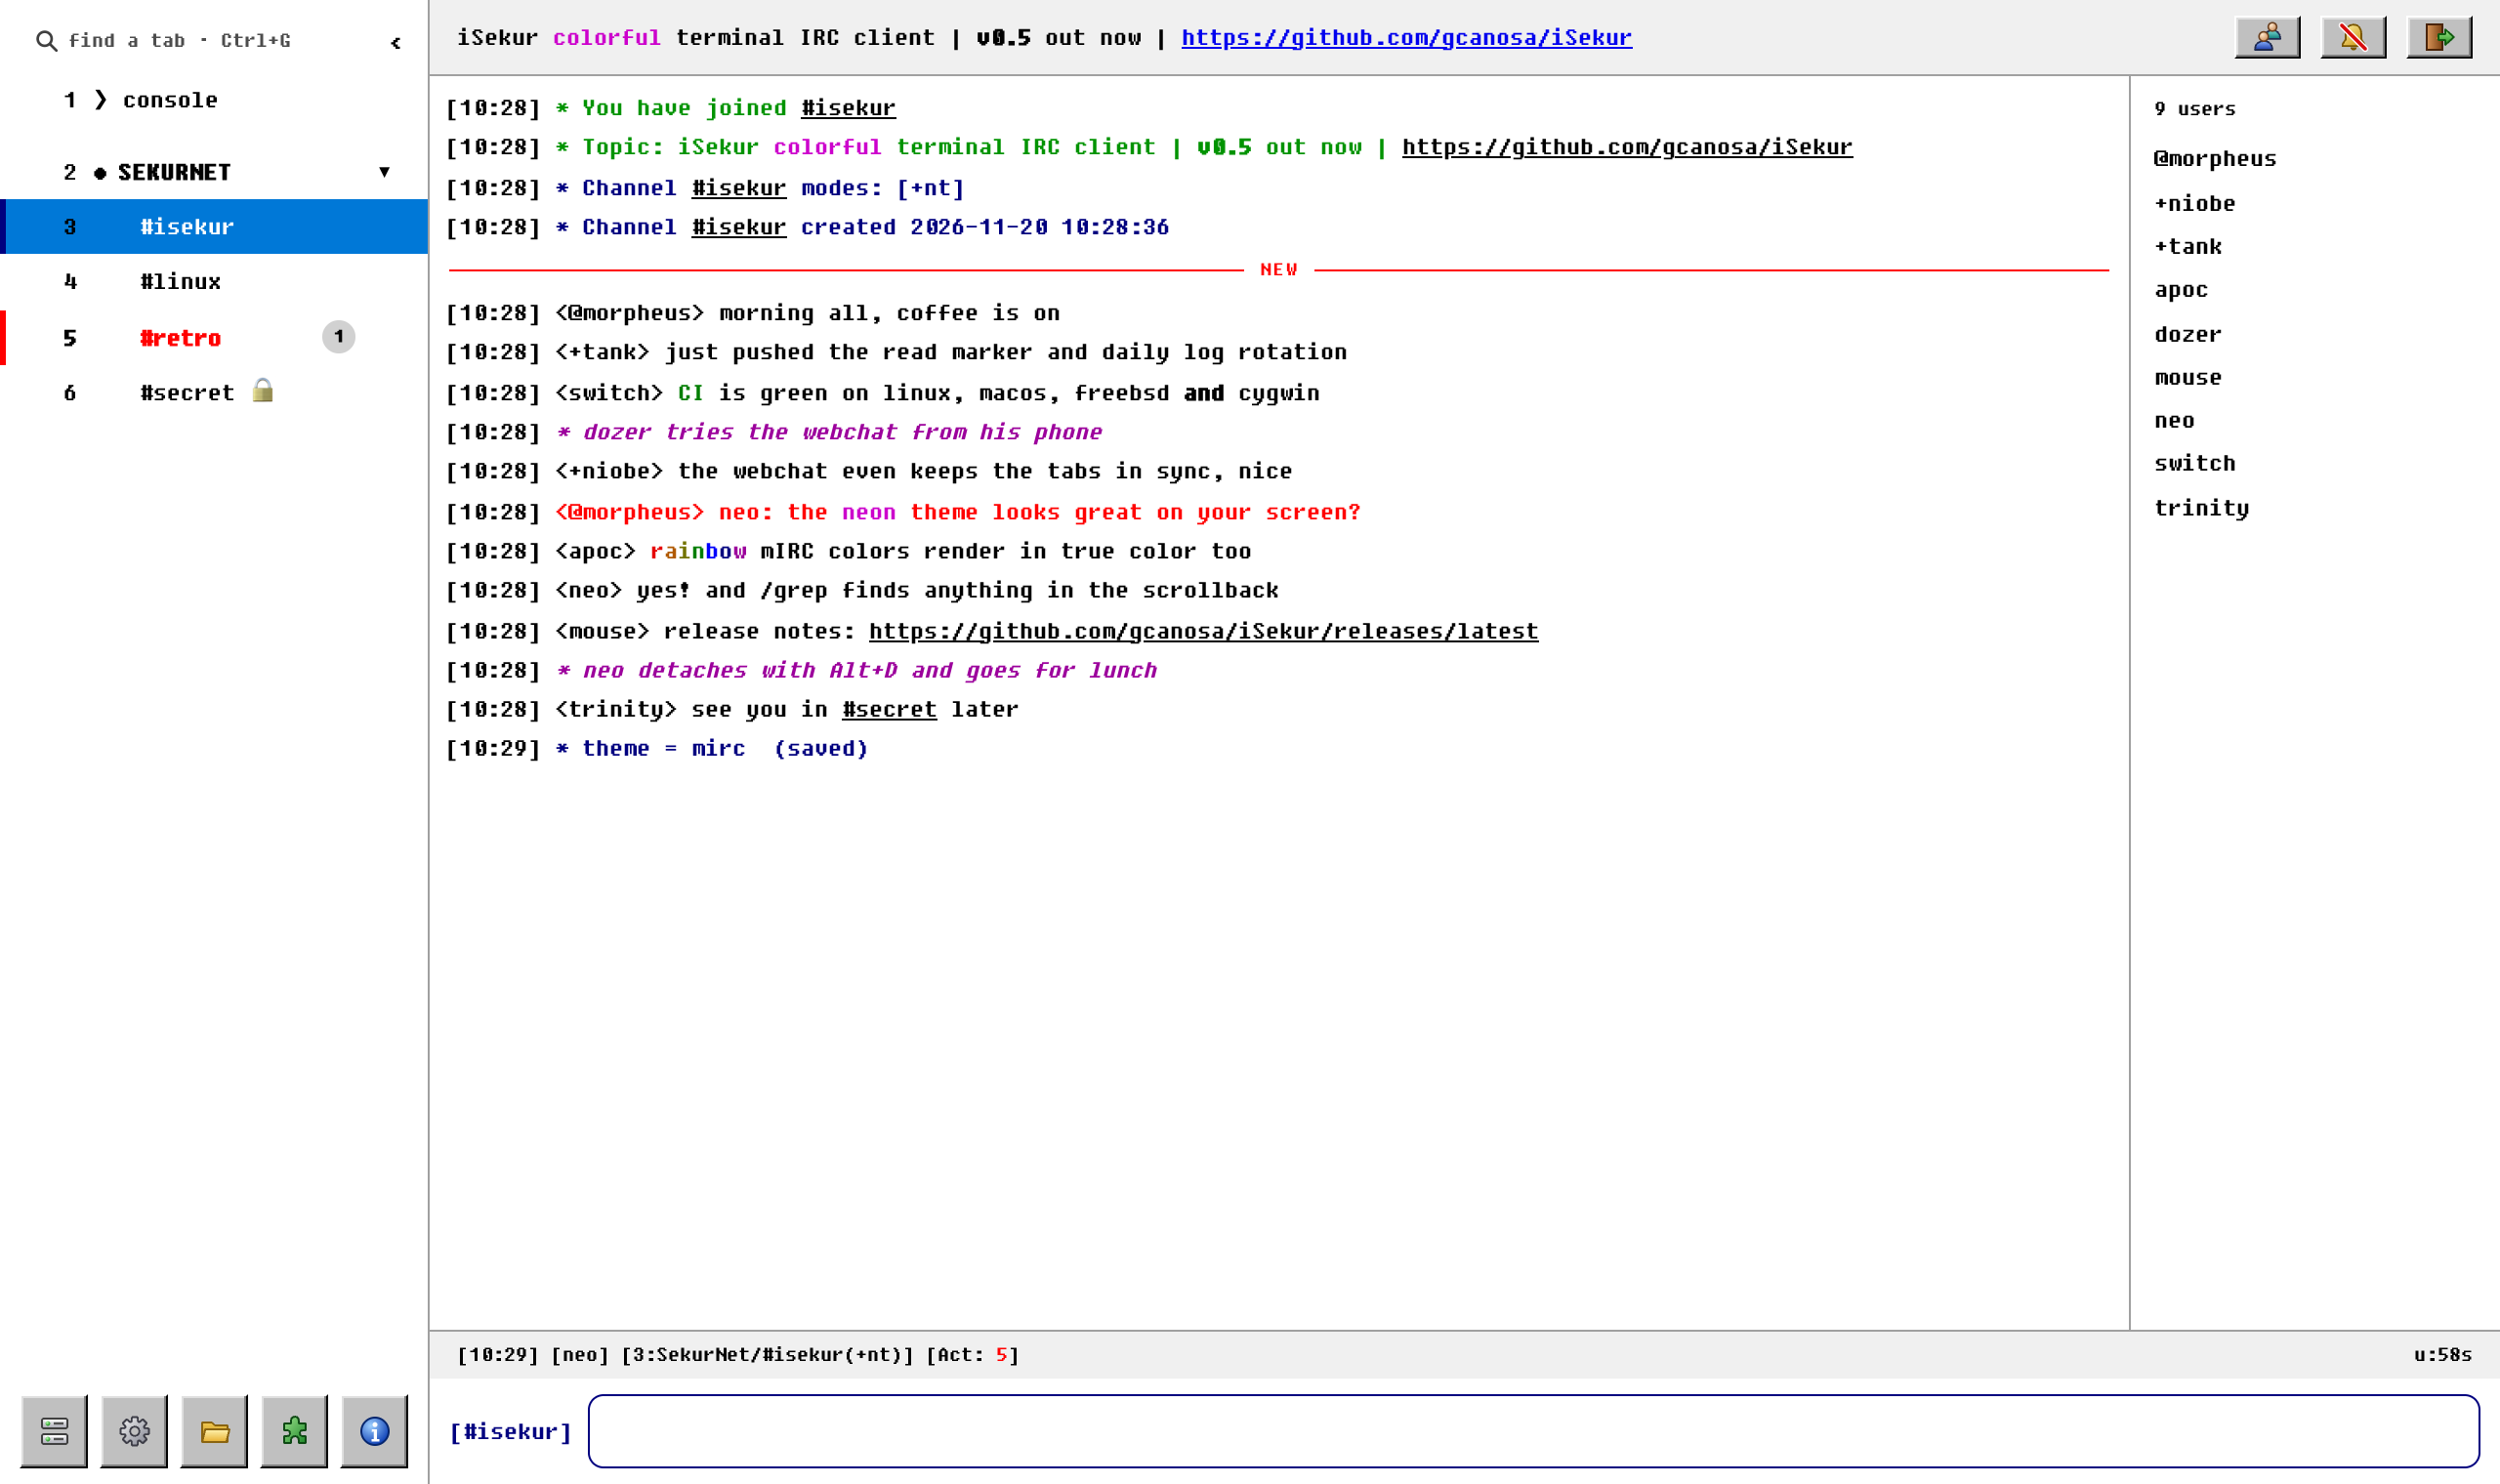 find a tab · Ctrl+G
1 ❯ console
2 ● SEKURNET ▼
3 #isekur
4 #linux
5 #retro 1
6 #secret
iSekur colorful terminal IRC client | v0.5 out now | https://github.com/gcanosa/iSekur
[10:28] * You have joined #isekur
[10:28] * Topic: iSekur colorful terminal IRC client | v0.5 out now | https://github.com/gcanosa/iSekur
[10:28] * Channel #isekur modes: [+nt]
[10:28] * Channel #isekur created 2026-11-20 10:28:36
NEW
[10:28] <@morpheus> morning all, coffee is on
[10:28] <+tank> just pushed the read marker and daily log rotation
[10:28] <switch> CI is green on linux, macos, freebsd and cygwin
[10:28] * dozer tries the webchat from his phone
[10:28] <+niobe> the webchat even keeps the tabs in sync, nice
[10:28] <@morpheus> neo: the neon theme looks great on your screen?
[10:28] <apoc> rainbow mIRC colors render in true color too
[10:28] <neo> yes! and /grep finds anything in the scrollback
[10:28] <mouse> release notes: https://github.com/gcanosa/iSekur/releases/latest
[10:28] * neo detaches with Alt+D and goes for lunch
[10:28] <trinity> see you in #secret later
[10:29] * theme = mirc  (saved)
9 users
@morpheus
+niobe
+tank
apoc
dozer
mouse
neo
switch
trinity
[10:29] [neo] [3:SekurNet/#isekur(+nt)] [Act: 5]
u:58s
[#isekur]